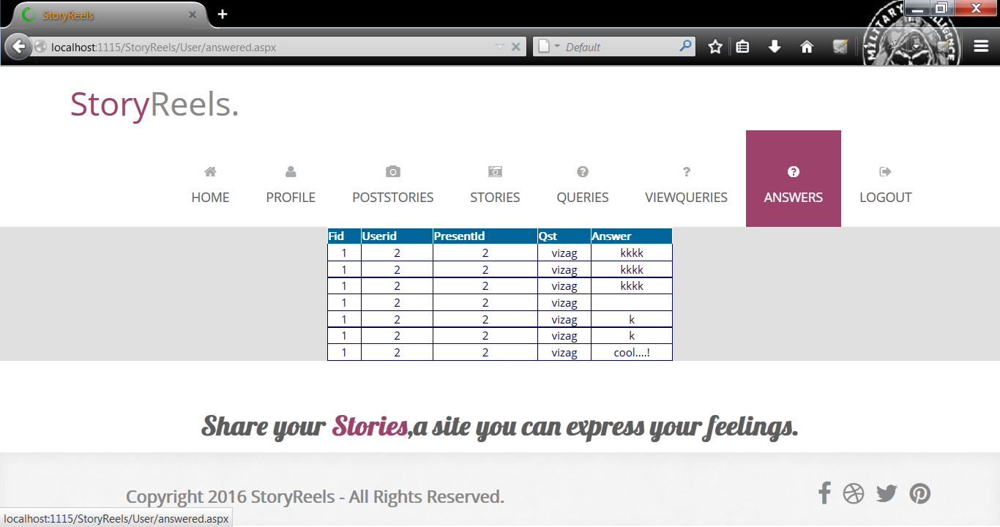 StoryReels
localhost:1115/StoryReels/User/answered.aspx
Default
MILITARY INTELLIGENCE
StoryReels.
HOME PROFILE POSTSTORIES STORIES QUERIES VIEWQUERIES ANSWERS LOGOUT
Fid Userid PresentId Qst Answer
1 2 2 vizag kkkk
1 2 2 vizag kkkk
1 2 2 vizag kkkk
1 2 2 vizag
1 2 2 vizag k
1 2 2 vizag k
1 2 2 vizag cool....!
Share your Stories,a site you can express your feelings.
Copyright 2016 StoryReels - All Rights Reserved.
localhost:1115/StoryReels/User/answered.aspx